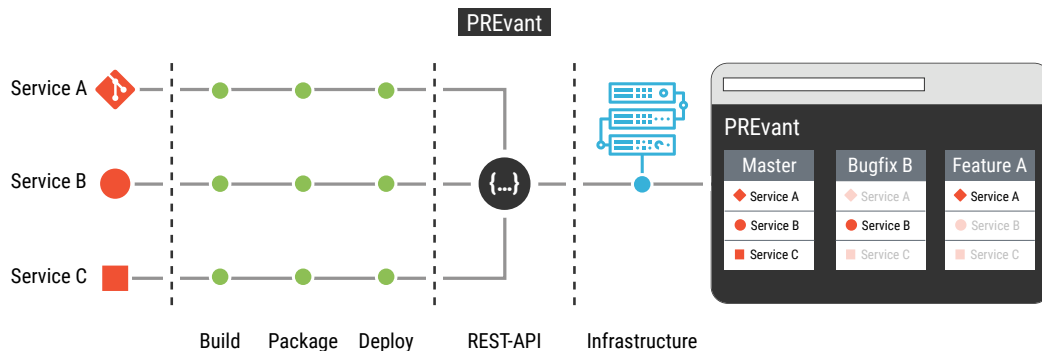 PREvant
Service A
Service B
{...}
Service C
Build Package Deploy REST-API Infrastructure
PREvant
Master Bugfix B Feature A
Service A Service A Service A
Service B Service B Service B
Service C Service C Service C